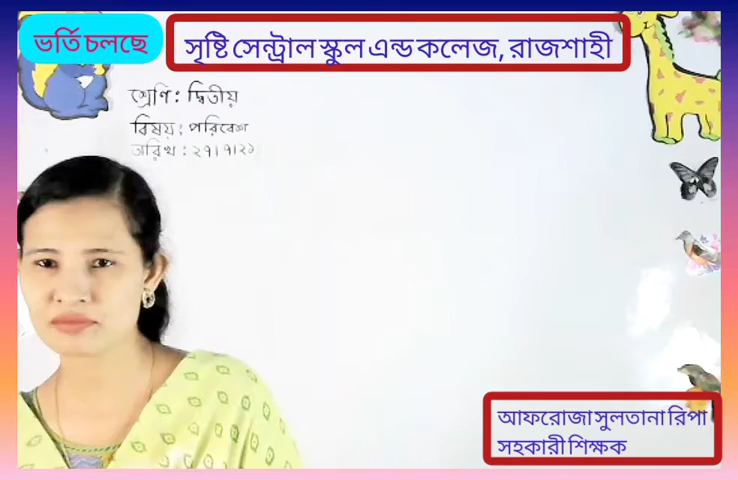 ভর্তি চলছে
সৃষ্টি সেন্ট্রাল স্কুল এন্ড কলেজ, রাজশাহী
শ্রেণি : দ্বিতীয়
বিষয় : পরিবেশ
তারিখ : ২৭।৭।২১
আফরোজা সুলতানা রিপা
সহকারী শিক্ষক